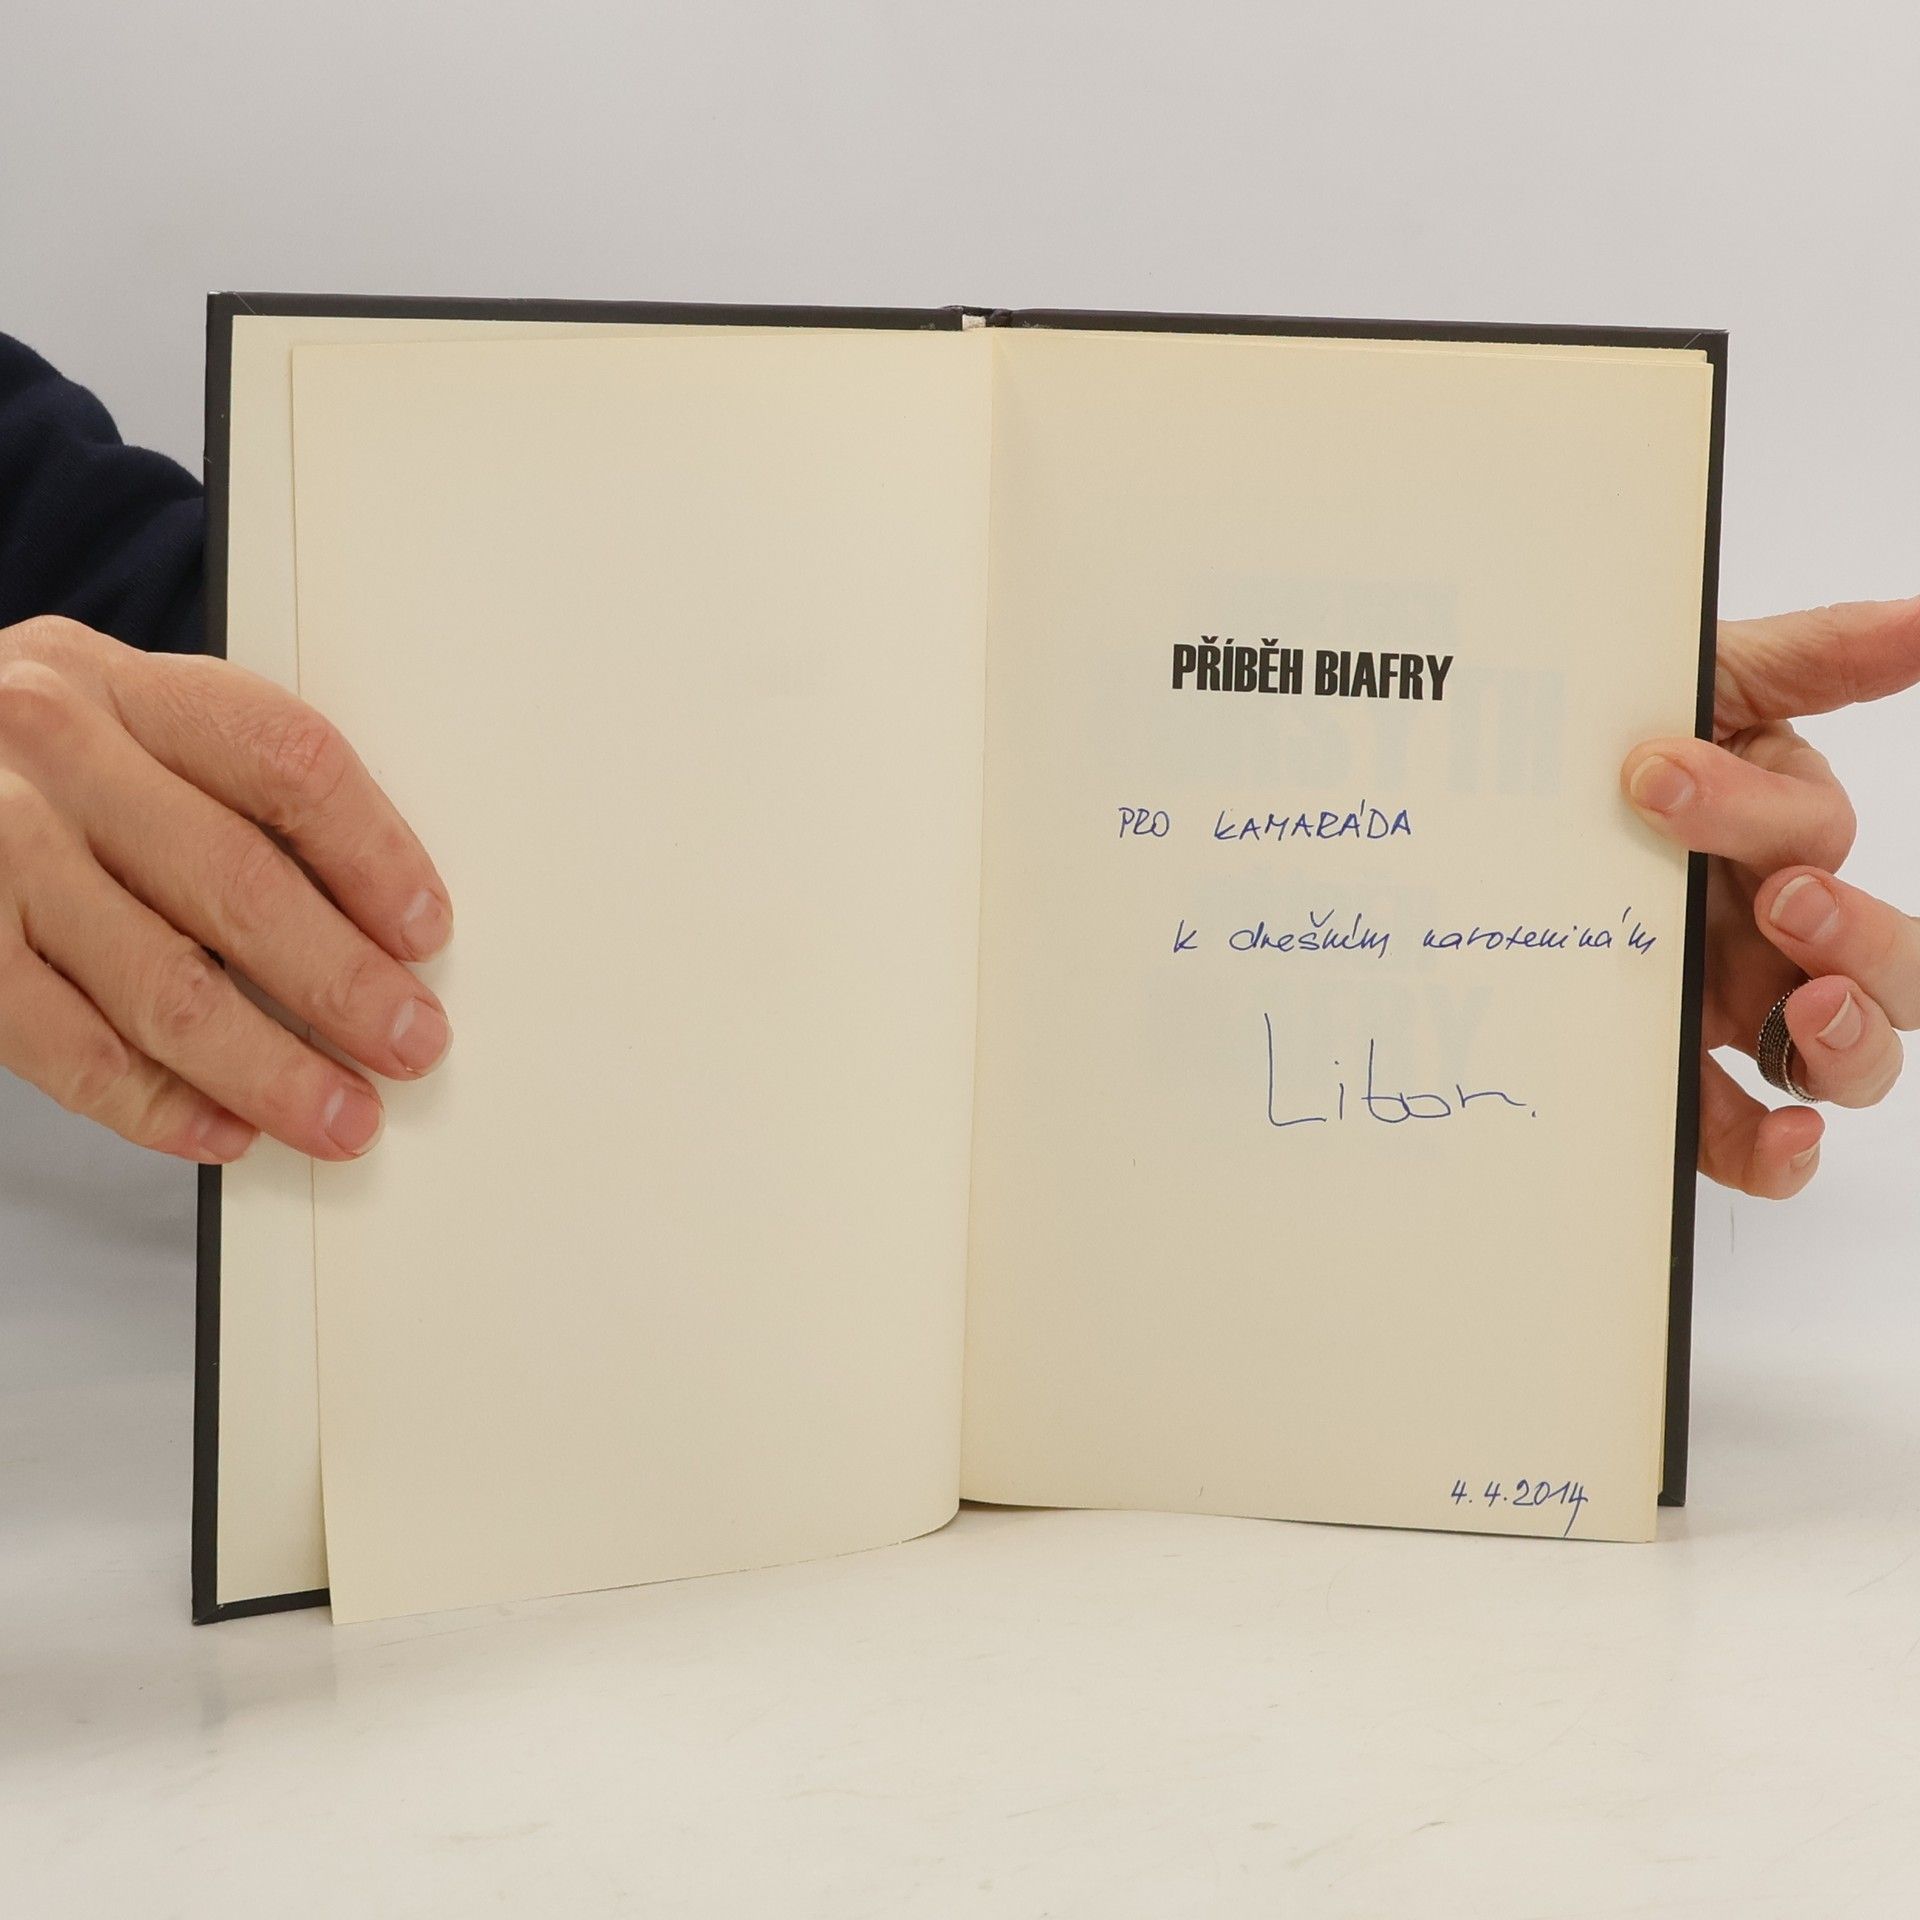 PŘÍBĚH BIAFRY
PRO KAMARÁDA
k dnešním narozeninám
Libor.
4.4.2014